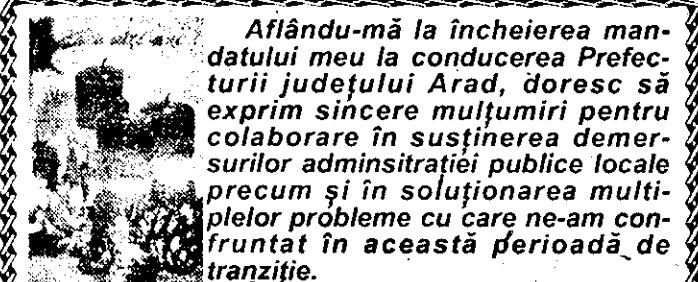 Aflându-mă la încheierea man-
datului meu la conducerea Prefec-
turii județului Arad, doresc să
exprim sincere mulțumiri pentru
colaborare în susținerea demer-
surilor adminsitrației publice locale
precum și în soluționarea multi-
plelor probleme cu care ne-am con-
fruntat în această perioadă de
tranziție.